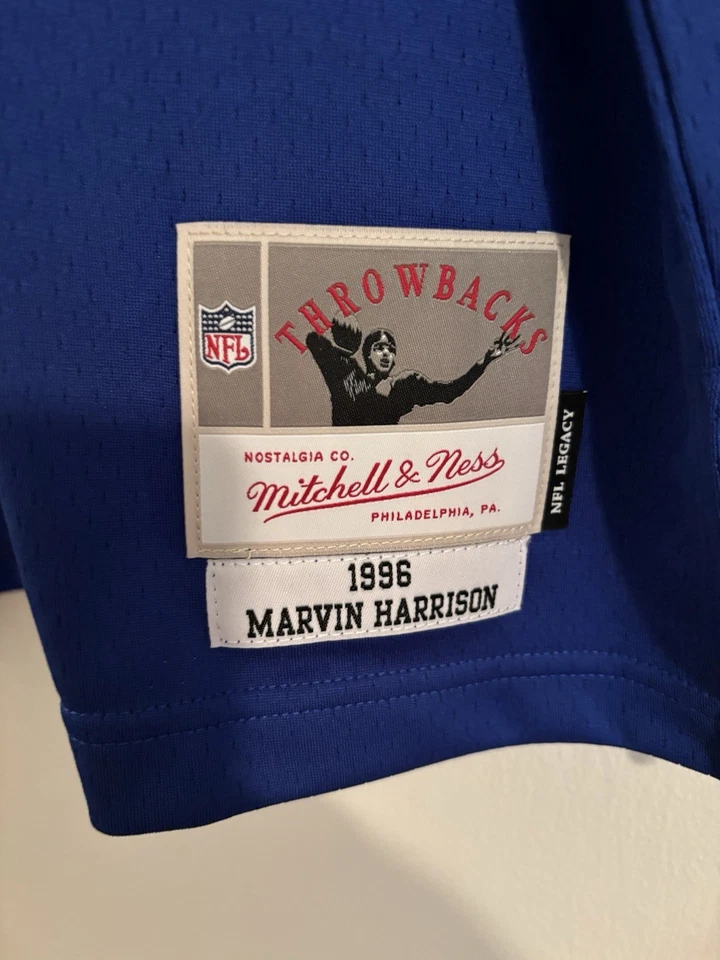 THROWBACKS
NFL
NOSTALGIA CO.
Mitchell & Ness
PHILADELPHIA, PA.
NFL LEGACY
1996
MARVIN HARRISON